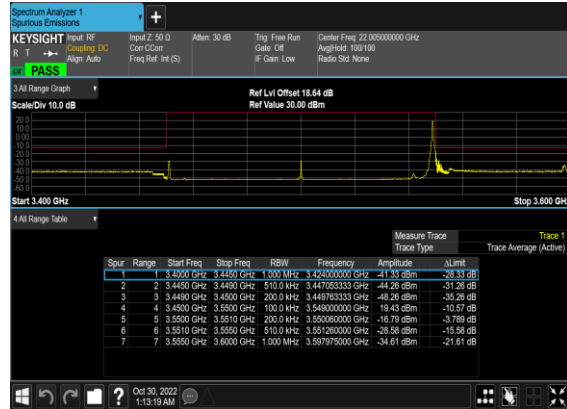 Spectrum Analyzer 1
Spurious Emissions
+
KEYSIGHT Input: RF Input Z: 50 Ω Atten: 30 dB Trig: Free Run Center Freq: 22.005000000 GHz
R T Coupling: DC Corr CCorr Gate: Off Avg|Hold: 100/100
Align: Auto Freq Ref: Int (S) IF Gain: Low Radio Std: None
PASS
3 All Range Graph
Ref Lvl Offset 18.64 dB
Scale/Div 10.0 dB Ref Value 30.00 dBm
20.0
10.0
0.00
-10.0
-20.0
-30.0
-40.0
-50.0
-60.0
Start 3.400 GHz Stop 3.600 GHz
4 All Range Table
Measure Trace Trace 1
Trace Type Trace Average (Active)
Spur Range Start Freq Stop Freq RBW Frequency Amplitude ΔLimit
1 1 3.4000 GHz 3.4450 GHz 1.000 MHz 3.424000000 GHz -41.33 dBm -28.33 dB
2 2 3.4450 GHz 3.4490 GHz 510.0 kHz 3.447053333 GHz -44.26 dBm -31.26 dB
3 3 3.4490 GHz 3.4500 GHz 200.0 kHz 3.449763333 GHz -48.26 dBm -35.26 dB
4 4 3.4500 GHz 3.5500 GHz 100.0 kHz 3.549000000 GHz 19.43 dBm -10.57 dB
5 5 3.5500 GHz 3.5510 GHz 200.0 kHz 3.550060000 GHz -16.79 dBm -3.789 dB
6 6 3.5510 GHz 3.5550 GHz 510.0 kHz 3.551260000 GHz -28.58 dBm -15.58 dB
7 7 3.5550 GHz 3.6000 GHz 1.000 MHz 3.597975000 GHz -34.61 dBm -21.61 dB
? Oct 30, 2022
1:13:19 AM